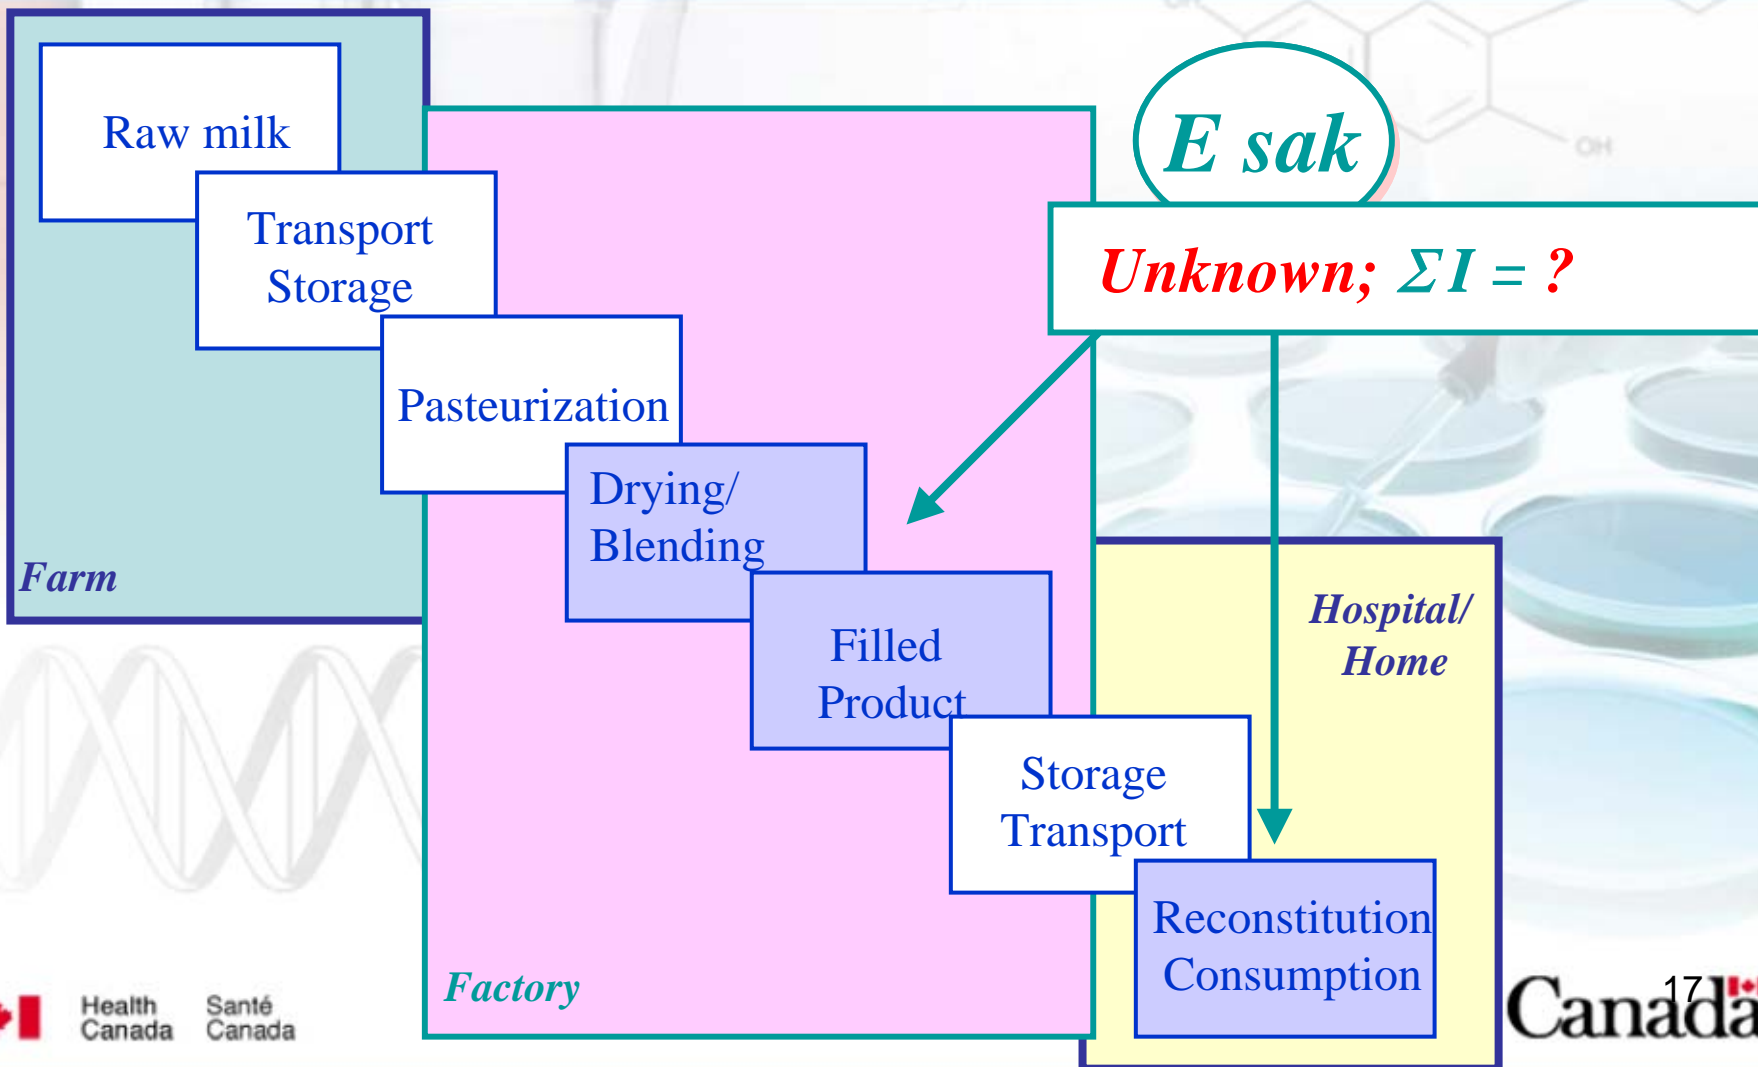 Raw milk
Transport
Storage
Pasteurization
Drying/
Blending
Filled
Product
Storage
Transport
Reconstitution
Consumption
Farm
Factory
Hospital/
Home
E sak
Unknown; ΣI = ?
OH
Health Santé
Canada Canada
Canada
17